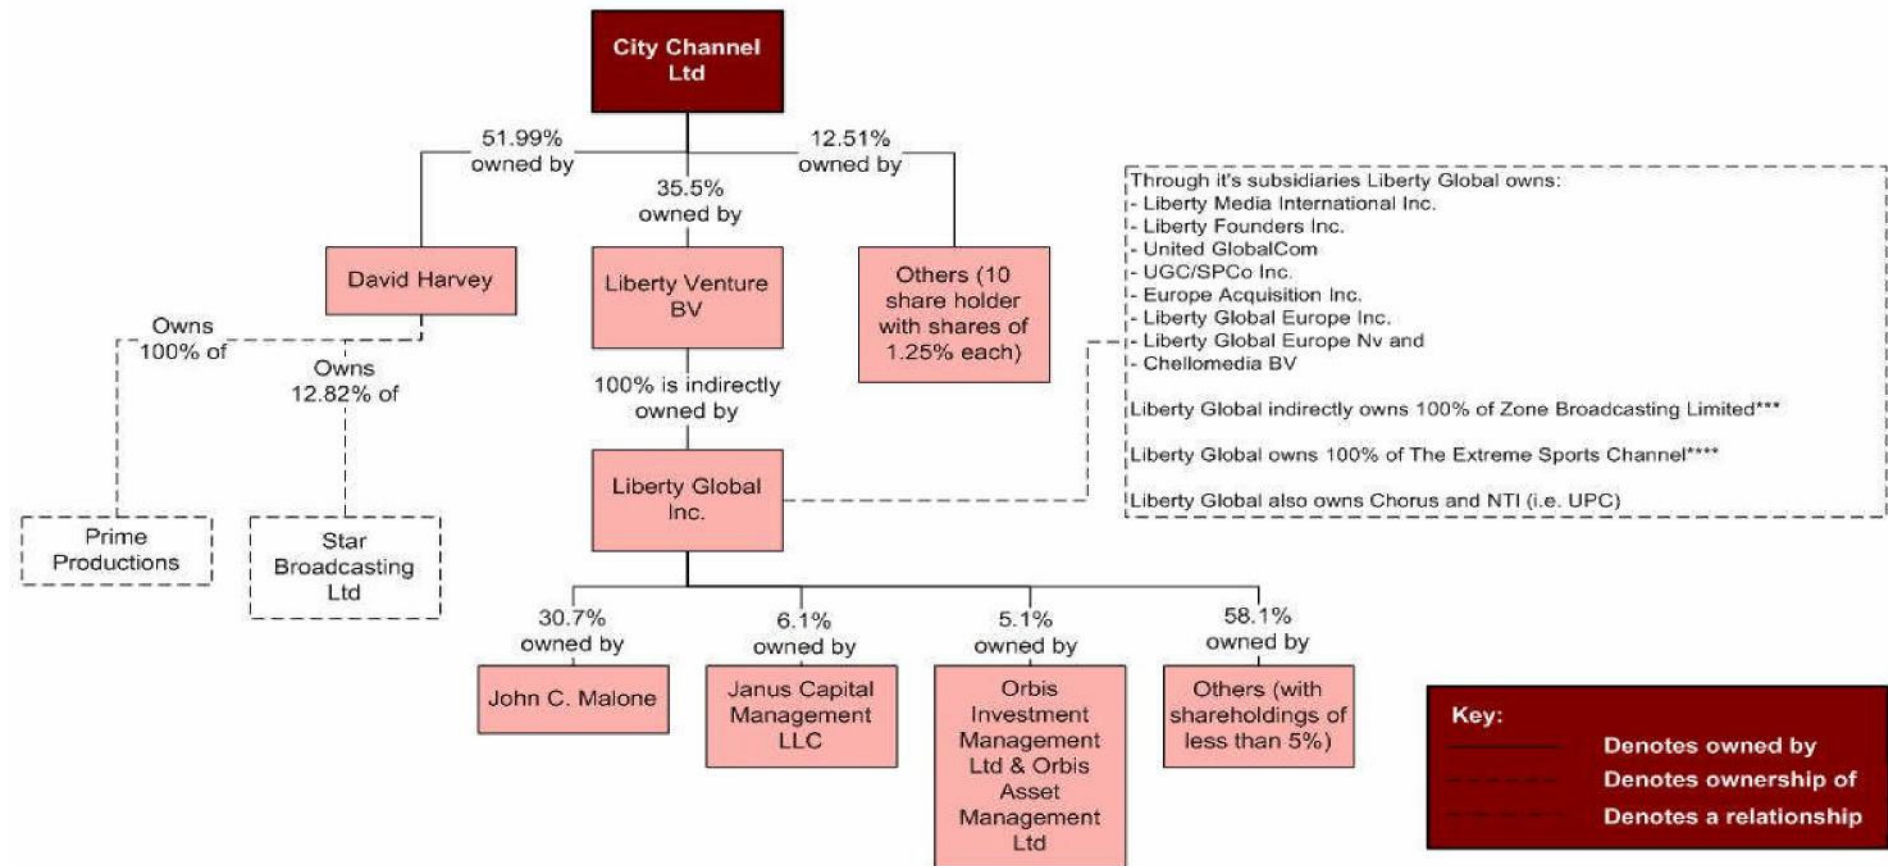 City Channel
Ltd
51.99%
owned by
12.51%
owned by
35.5%
owned by
David Harvey
Liberty Venture
BV
Others (10
share holder
with shares of
1.25% each)
Through it's subsidiaries Liberty Global owns:
- Liberty Media International Inc.
- Liberty Founders Inc.
- United GlobalCom
- UGC/SPCo Inc.
- Europe Acquisition Inc.
- Liberty Global Europe Inc.
- Liberty Global Europe Nv and
- Chellomedia BV
Liberty Global indirectly owns 100% of Zone Broadcasting Limited***
Liberty Global owns 100% of The Extreme Sports Channel****
Liberty Global also owns Chorus and NTl (i.e. UPC)
Owns
100% of
Owns
12.82% of
100% is indirectly
owned by
Liberty Global
Inc.
Prime
Productions
Star
Broadcasting
Ltd
30.7%
owned by
6.1%
owned by
5.1%
owned by
58.1%
owned by
John C. Malone
Janus Capital
Management
LLC
Orbis
Investment
Management
Ltd & Orbis
Asset
Management
Ltd
Others (with
shareholdings of
less than 5%)
Key:
Denotes owned by
Denotes ownership of
Denotes a relationship